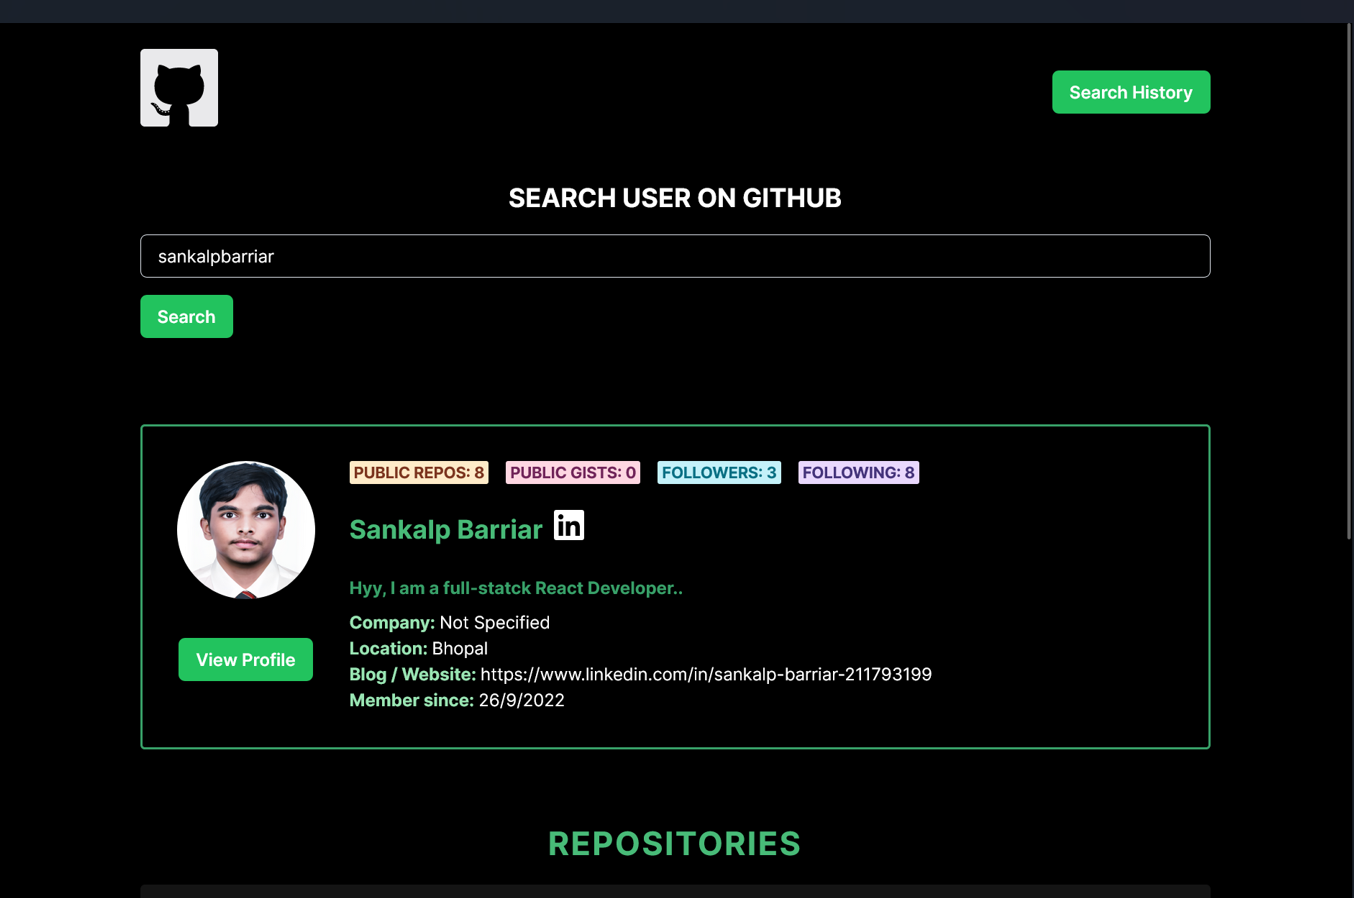 Search History
SEARCH USER ON GITHUB
sankalpbarriar
Search
PUBLIC REPOS: 8 PUBLIC GISTS: 0 FOLLOWERS: 3 FOLLOWING: 8
Sankalp Barriar in
Hyy, I am a full-statck React Developer..
Company: Not Specified
Location: Bhopal
View Profile
Blog / Website: https://www.linkedin.com/in/sankalp-barriar-211793199
Member since: 26/9/2022
REPOSITORIES